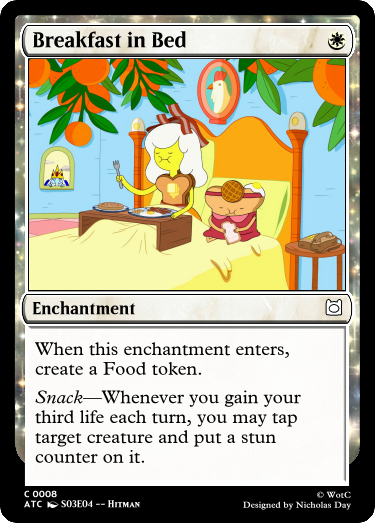 Breakfast in Bed
Enchantment
When this enchantment enters,
create a Food token.
Snack—Whenever you gain your
third life each turn, you may tap
target creature and put a stun
counter on it.
C 0008
© WotC
ATC S03E04 -- Hitman
Designed by Nicholas Day